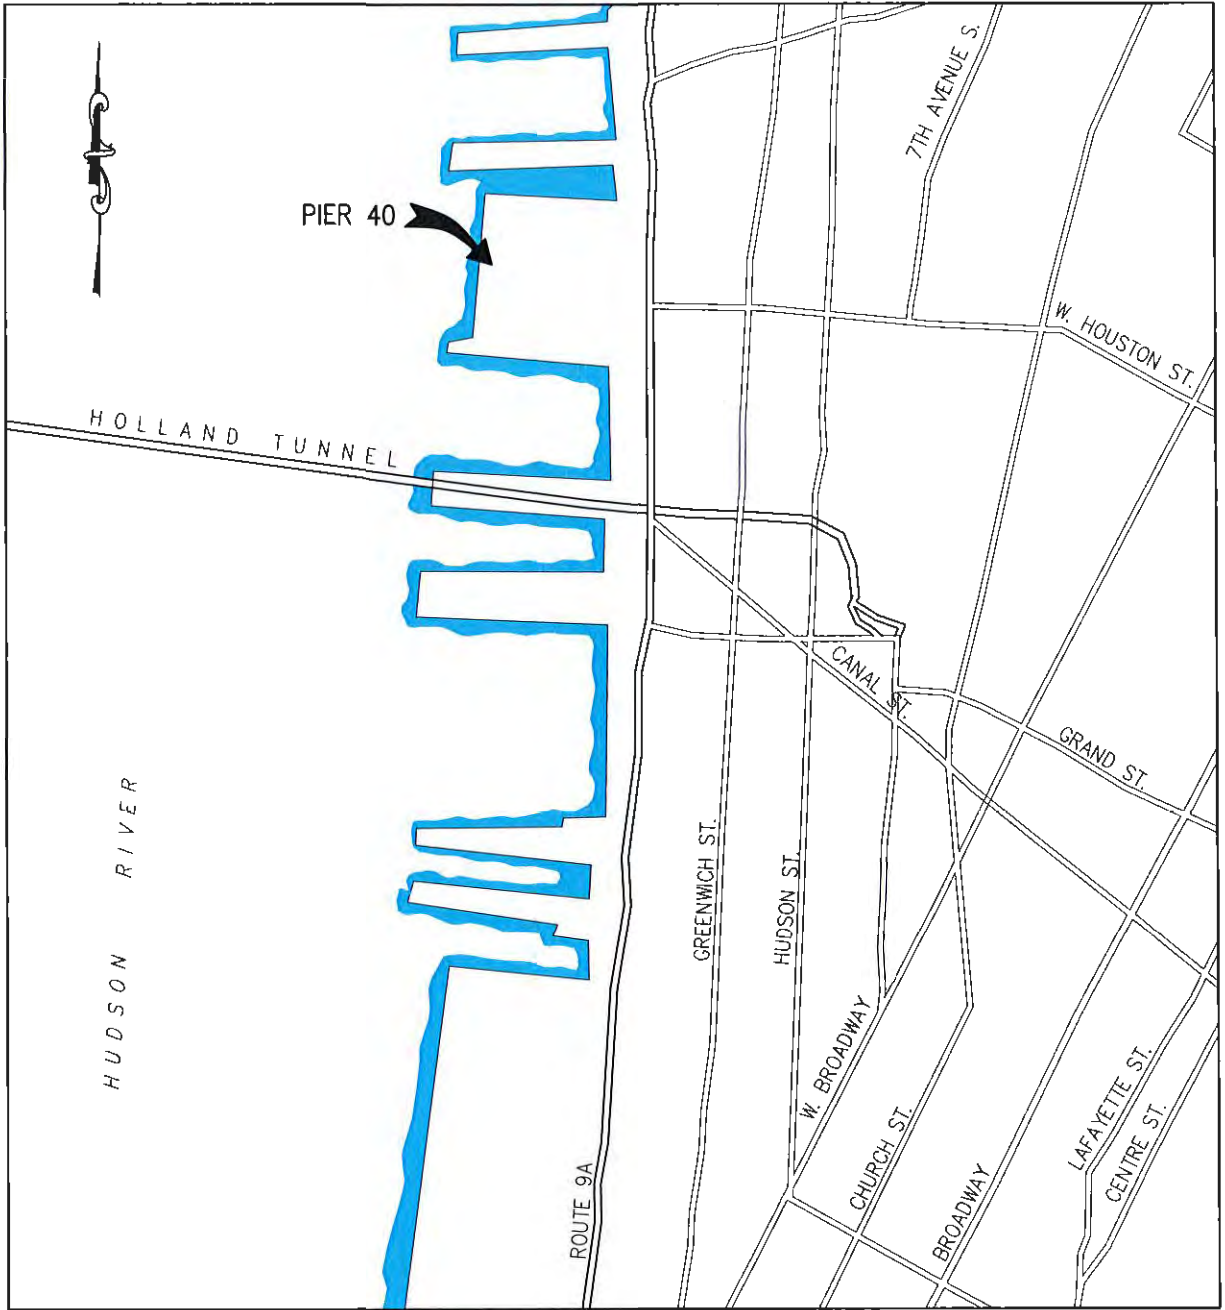 7TH AVENUE S.
PIER 40
W. HOUSTON ST.
HOLLAND TUNNEL
CANAL ST.
GRAND ST.
HUDSON RIVER
GREENWICH ST.
HUDSON ST.
W. BROADWAY
CHURCH ST.
LAFAYETTE ST.
CENTRE ST.
BROADWAY
ROUTE 9A